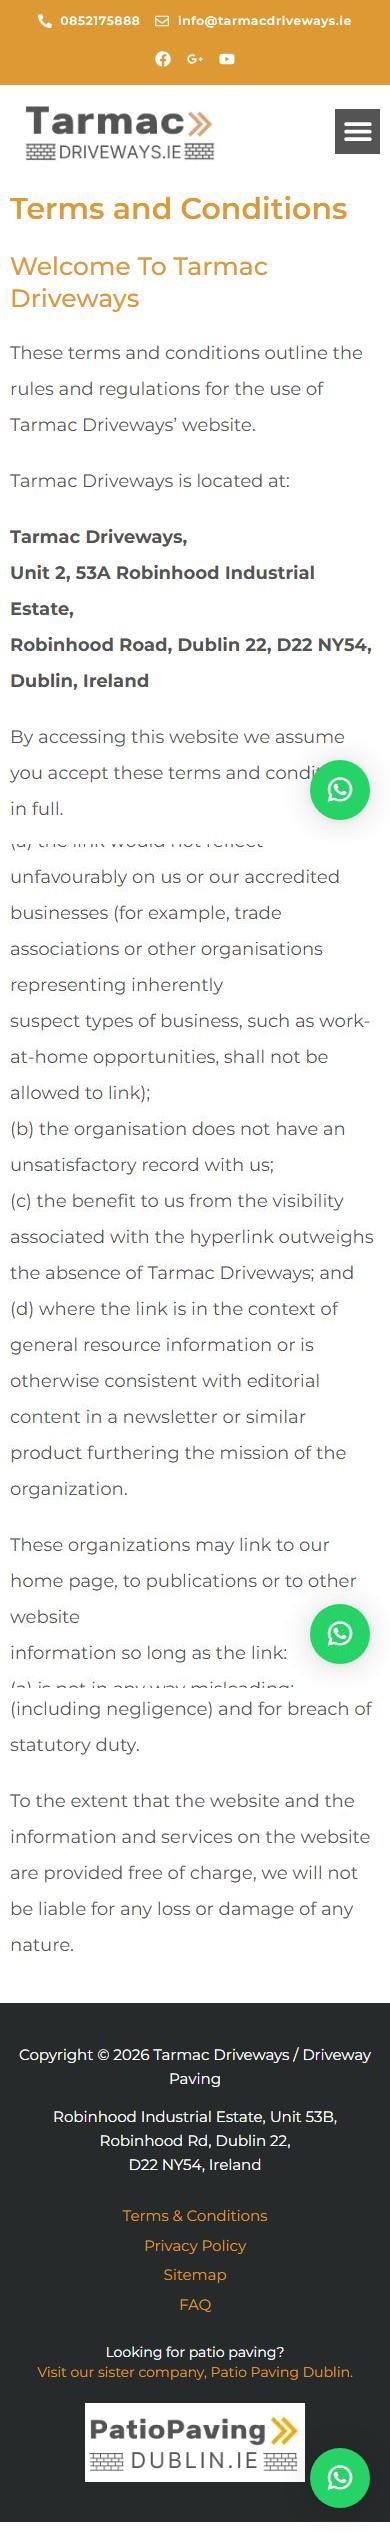 0852175888 info@tarmacdriveways.ie
Tarmac
DRIVEWAYS.IE
Terms and Conditions
Welcome To Tarmac
Driveways
These terms and conditions outline the
rules and regulations for the use of
Tarmac Driveways’ website.
Tarmac Driveways is located at:
Tarmac Driveways,
Unit 2, 53A Robinhood Industrial
Estate,
Robinhood Road, Dublin 22, D22 NY54,
Dublin, Ireland
By accessing this website we assume
you accept these terms and condi
in full.
(a) the link would not reflect
unfavourably on us or our accredited
businesses (for example, trade
associations or other organisations
representing inherently
suspect types of business, such as work-
at-home opportunities, shall not be
allowed to link);
(b) the organisation does not have an
unsatisfactory record with us;
(c) the benefit to us from the visibility
associated with the hyperlink outweighs
the absence of Tarmac Driveways; and
(d) where the link is in the context of
general resource information or is
otherwise consistent with editorial
content in a newsletter or similar
product furthering the mission of the
organization.
These organizations may link to our
home page, to publications or to other
website
information so long as the link:
(a) is not in any way misleading;
(including negligence) and for breach of
statutory duty.
To the extent that the website and the
information and services on the website
are provided free of charge, we will not
be liable for any loss or damage of any
nature.
Copyright © 2026 Tarmac Driveways / Driveway
Paving
Robinhood Industrial Estate, Unit 53B,
Robinhood Rd, Dublin 22,
D22 NY54, Ireland
Terms & Conditions
Privacy Policy
Sitemap
FAQ
Looking for patio paving?
Visit our sister company, Patio Paving Dublin.
PatioPaving
DUBLIN.IE